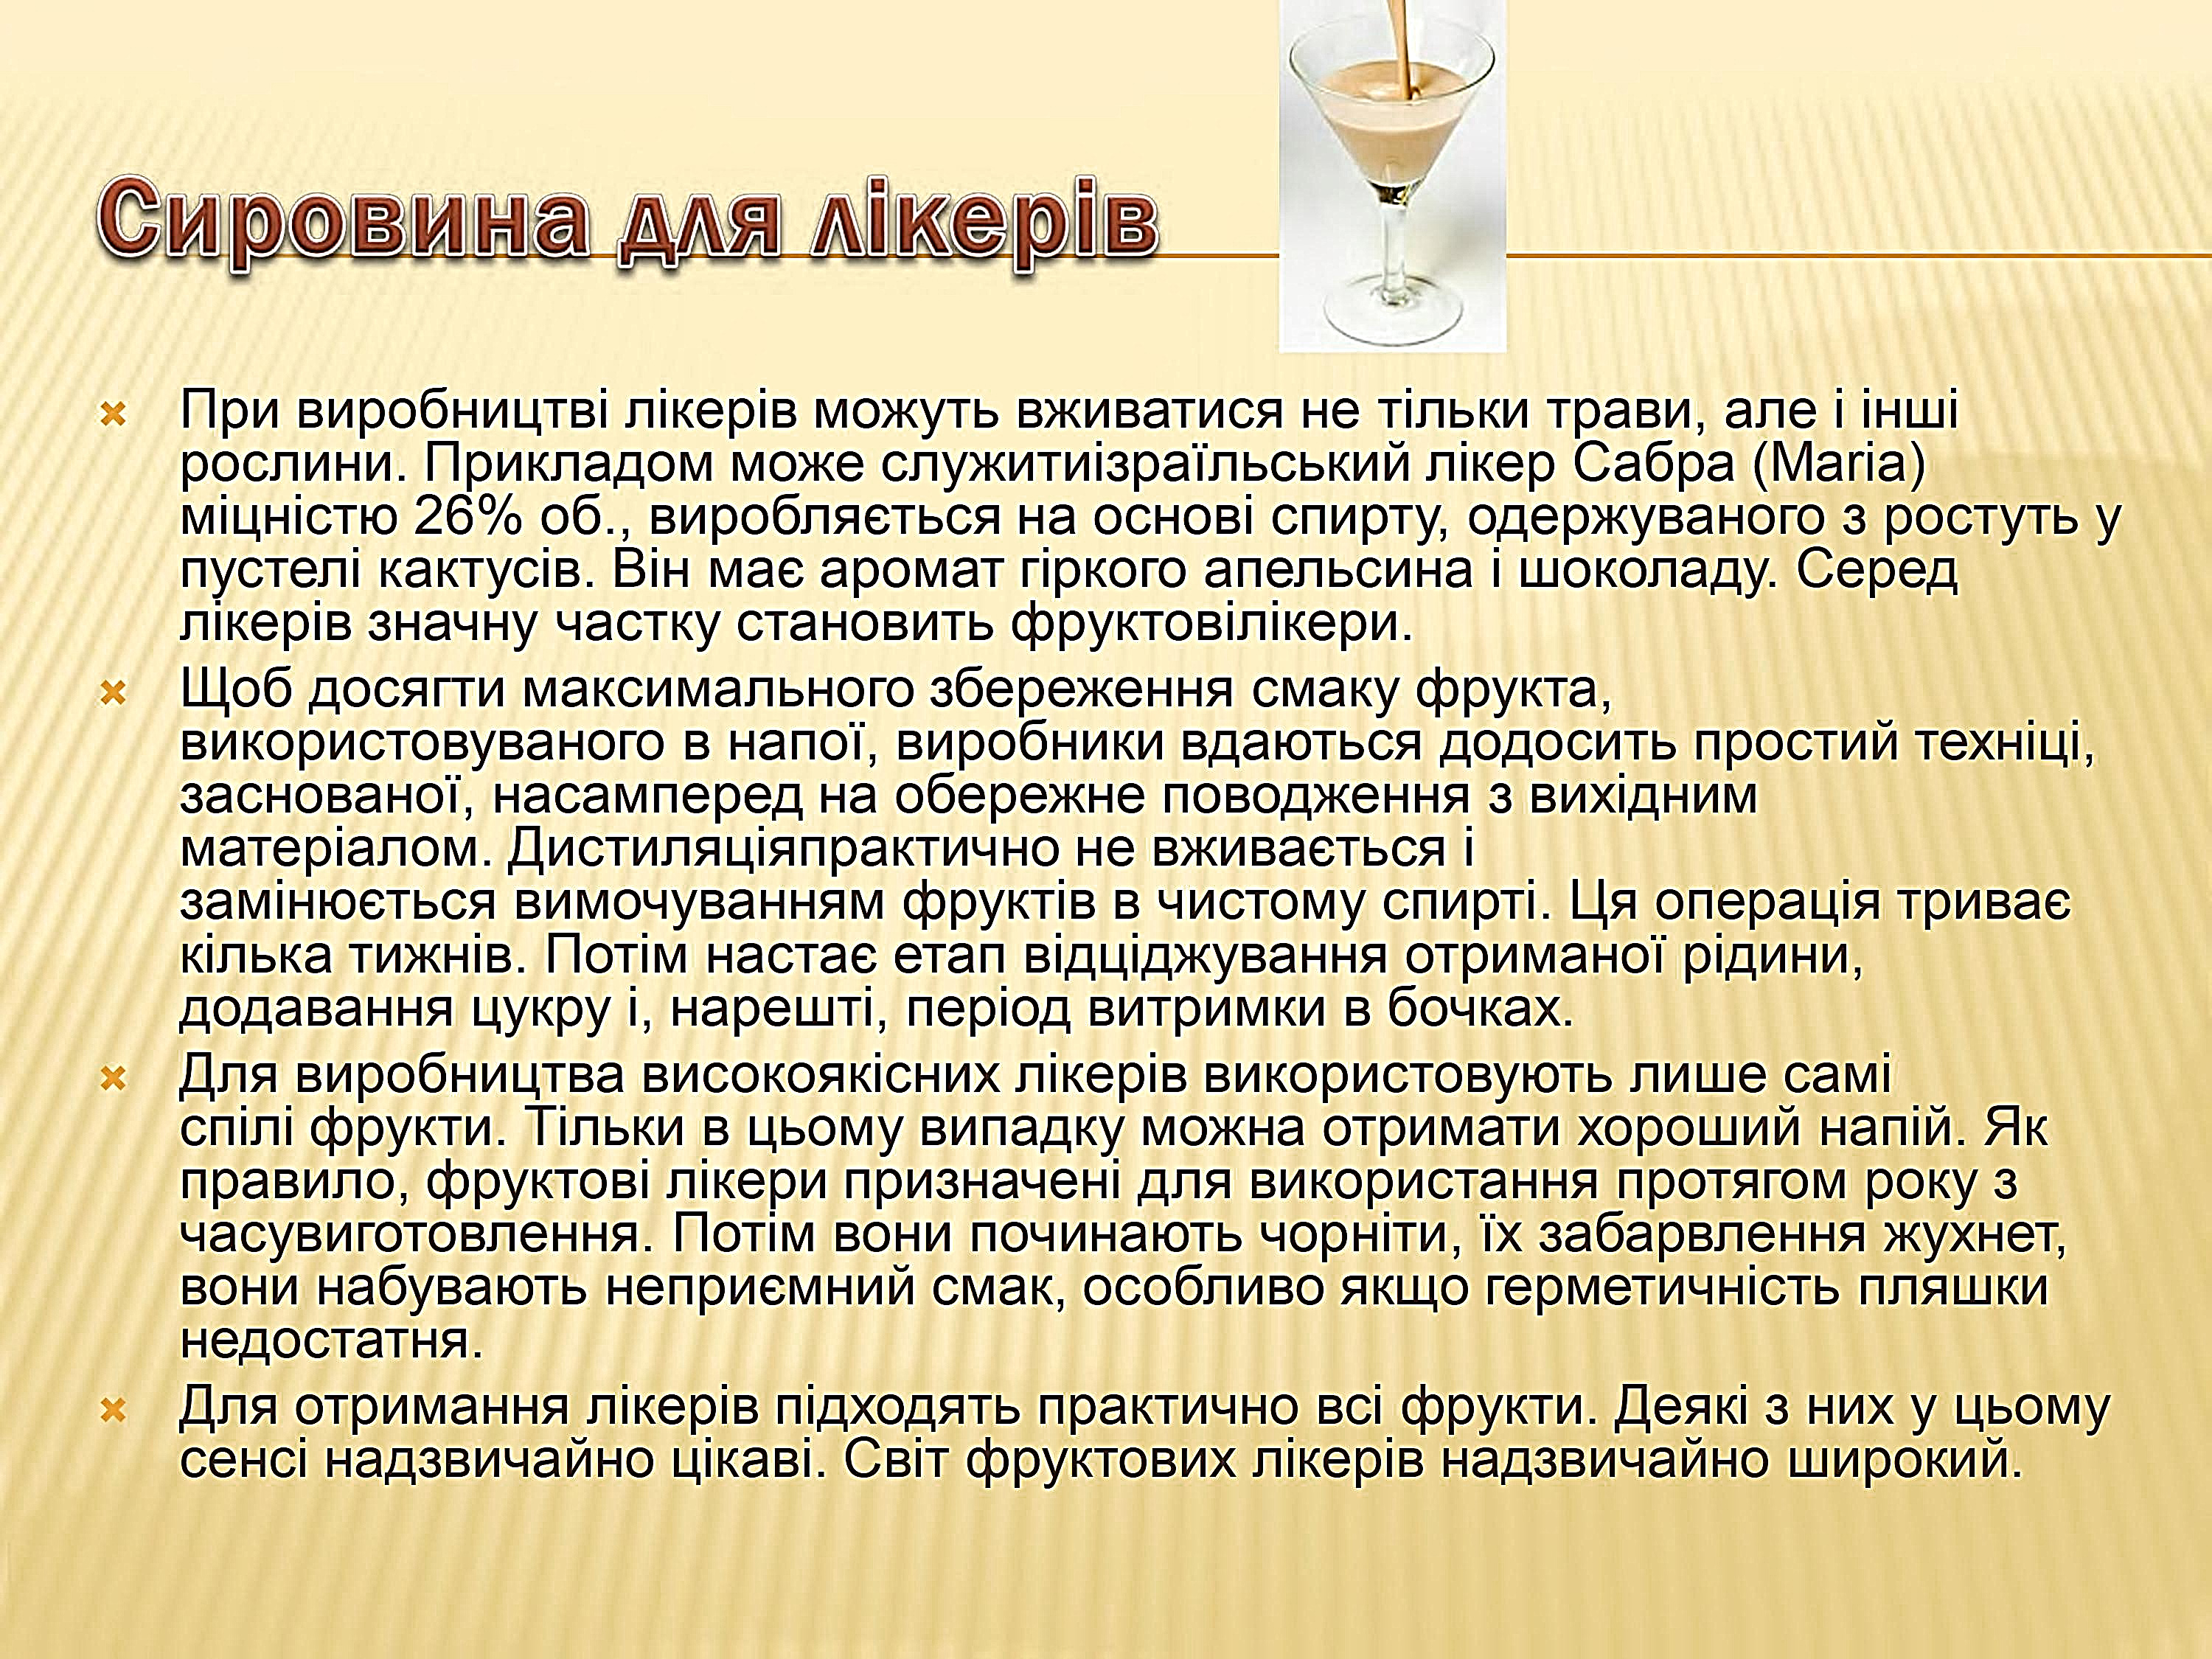 Сировина для лікерів
При виробництві лікерів можуть вживатися не тільки трави, але і інші
рослини. Прикладом може служитиізраїльський лікер Сабра (Maria)
міцністю 26% об., виробляється на основі спирту, одержуваного з ростуть у
пустелі кактусів. Він має аромат гіркого апельсина і шоколаду. Серед
лікерів значну частку становить фруктовілікери.
Щоб досягти максимального збереження смаку фрукта,
використовуваного в напої, виробники вдаються додосить простий техніці,
заснованої, насамперед на обережне поводження з вихідним
матеріалом. Дистиляціяпрактично не вживається і
замінюється вимочуванням фруктів в чистому спирті. Ця операція триває
кілька тижнів. Потім настає етап відціджування отриманої рідини,
додавання цукру і, нарешті, період витримки в бочках.
Для виробництва високоякісних лікерів використовують лише самі
спілі фрукти. Тільки в цьому випадку можна отримати хороший напій. Як
правило, фруктові лікери призначені для використання протягом року з
часувиготовлення. Потім вони починають чорніти, їх забарвлення жухнет,
вони набувають неприємний смак, особливо якщо герметичність пляшки
недостатня.
Для отримання лікерів підходять практично всі фрукти. Деякі з них у цьому
сенсі надзвичайно цікаві. Світ фруктових лікерів надзвичайно широкий.